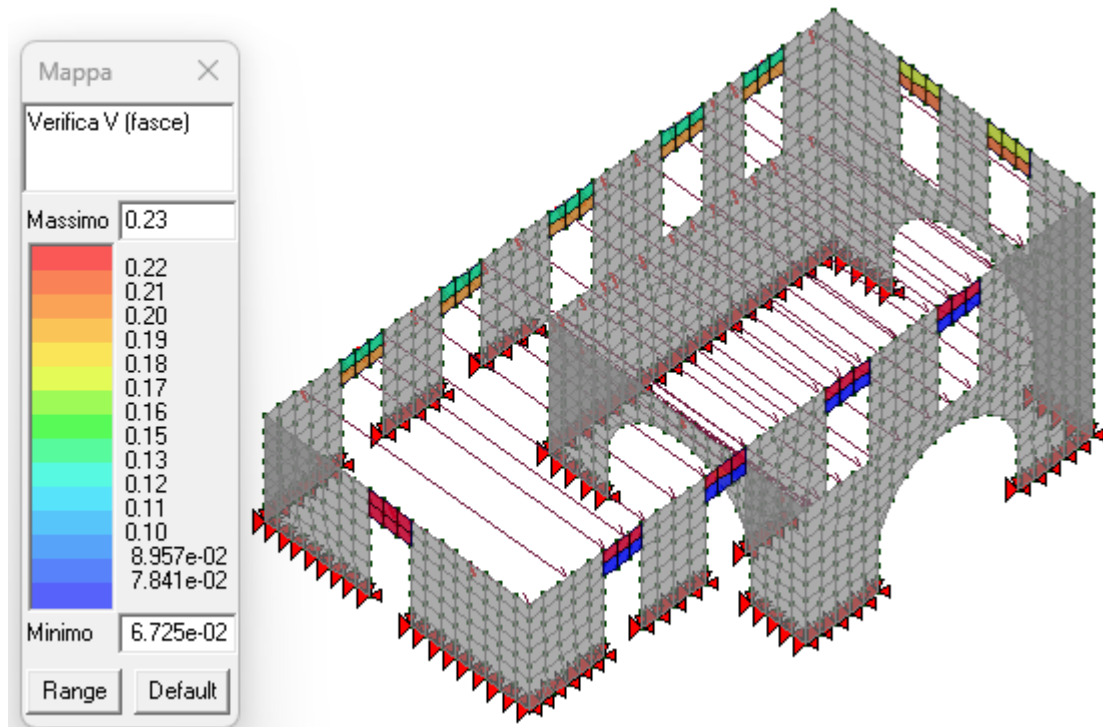 Mappa
Verifica V (fasce)
Massimo 0.23
0.22
0.21
0.20
0.19
0.18
0.17
0.16
0.15
0.13
0.12
0.11
0.10
8.957e-02
7.841e-02
Minimo 6.725e-02
Range Default